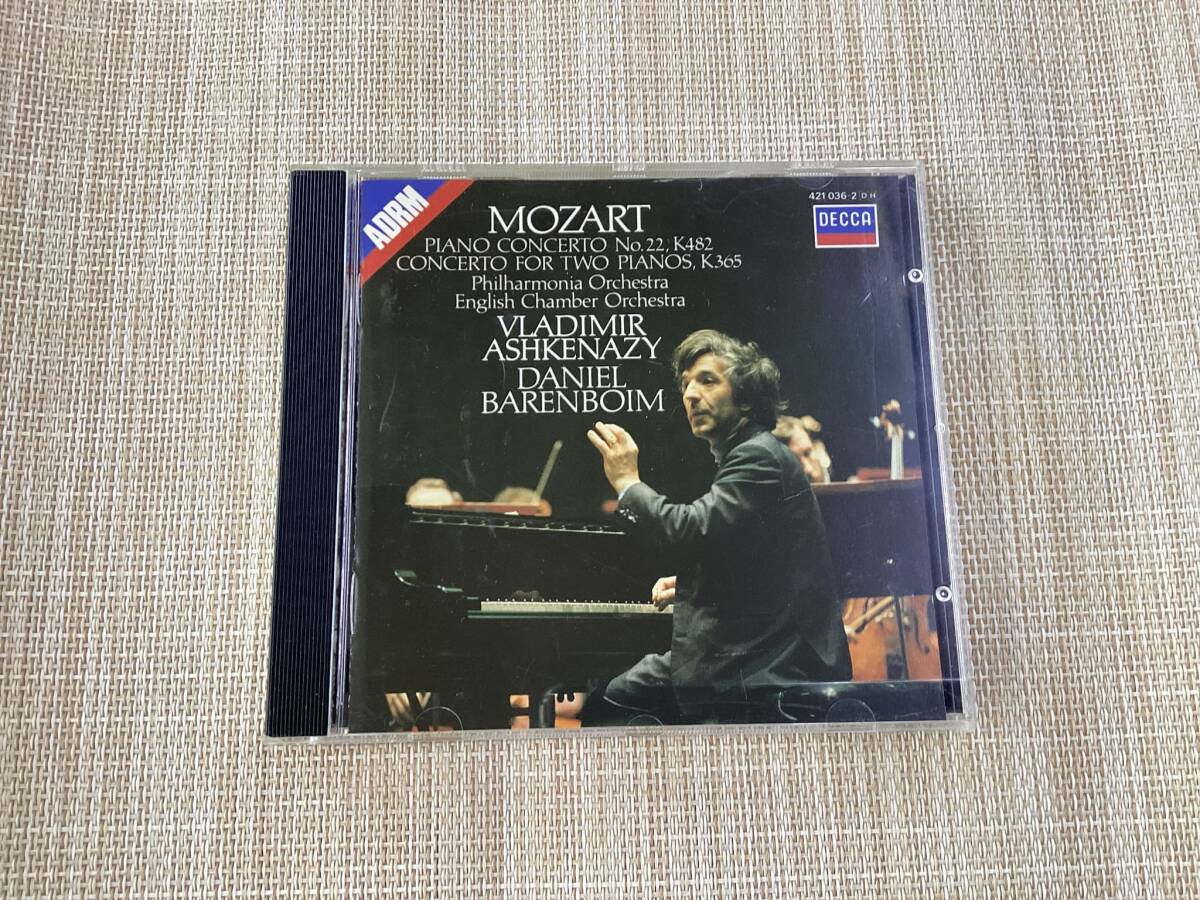 ADRM
MOZART
PIANO CONCERTO No. 22, K482
CONCERTO FOR TWO PIANOS, K365
Philharmonia Orchestra
English Chamber Orchestra
VLADIMIR
ASHKENAZY
DANIEL
BARENBOIM
421 036-2 DH
DECCA